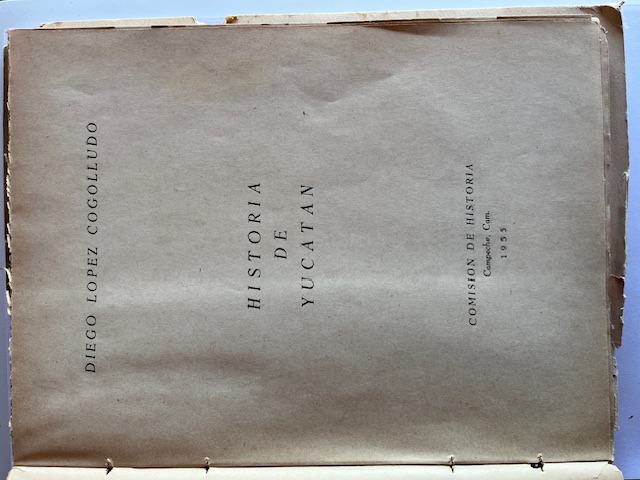 DIEGO LOPEZ COGOLLUDO
HISTORIA
DE
YUCATAN
COMISION DE HISTORIA
Campeche, Cam.
1955